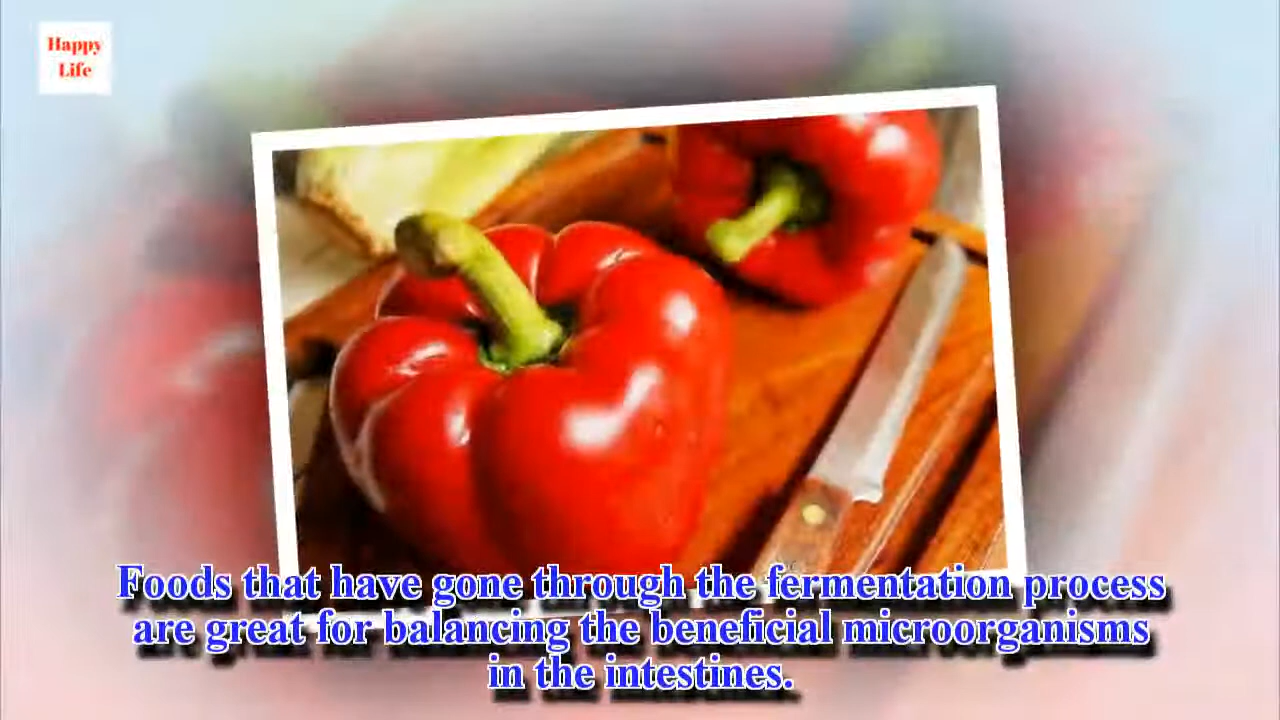 Happy
Life
Foods that have gone through the fermentation process
are great for balancing the beneficial microorganisms
in the intestines.